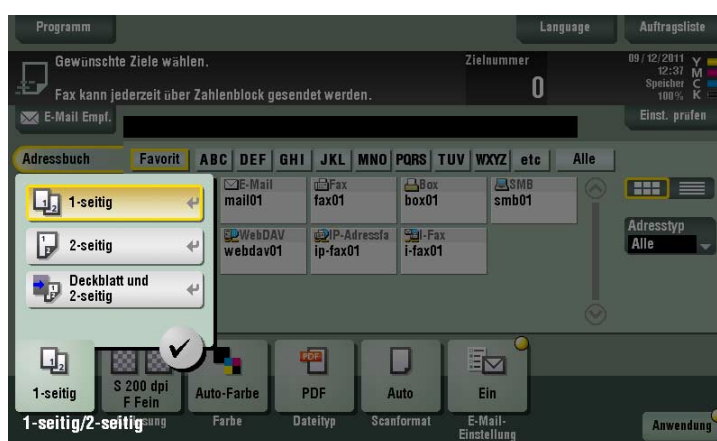 Programm
Language
Auftragsliste
Gewünschte Ziele wählen.
Zielnummer
09/12/2011
12:37
Speicher
100%
Y
M
C
K
Fax kann jederzeit über Zahlenblock gesendet werden.
0
E-Mail Empf.
Einst. prüfen
Adressbuch
Favorit ABC DEF GHI JKL MNO PQRS TUV WXYZ etc Alle
E-Mail
mail01
Fax
fax01
Box
box01
SMB
smb01
WebDAV
webdav01
IP-Adressfa
ip-fax01
I-Fax
i-fax01
Adresstyp
Alle
1-seitig
2-seitig
Deckblatt und
2-seitig
1-seitig
S 200 dpi
F Fein
Auto-Farbe
PDF
PDF
Auto
Ein
1-seitig/2-seitig
sung
Farbe
Dateityp
Scanformat
E-Mail-
Einstellung
Anwendung